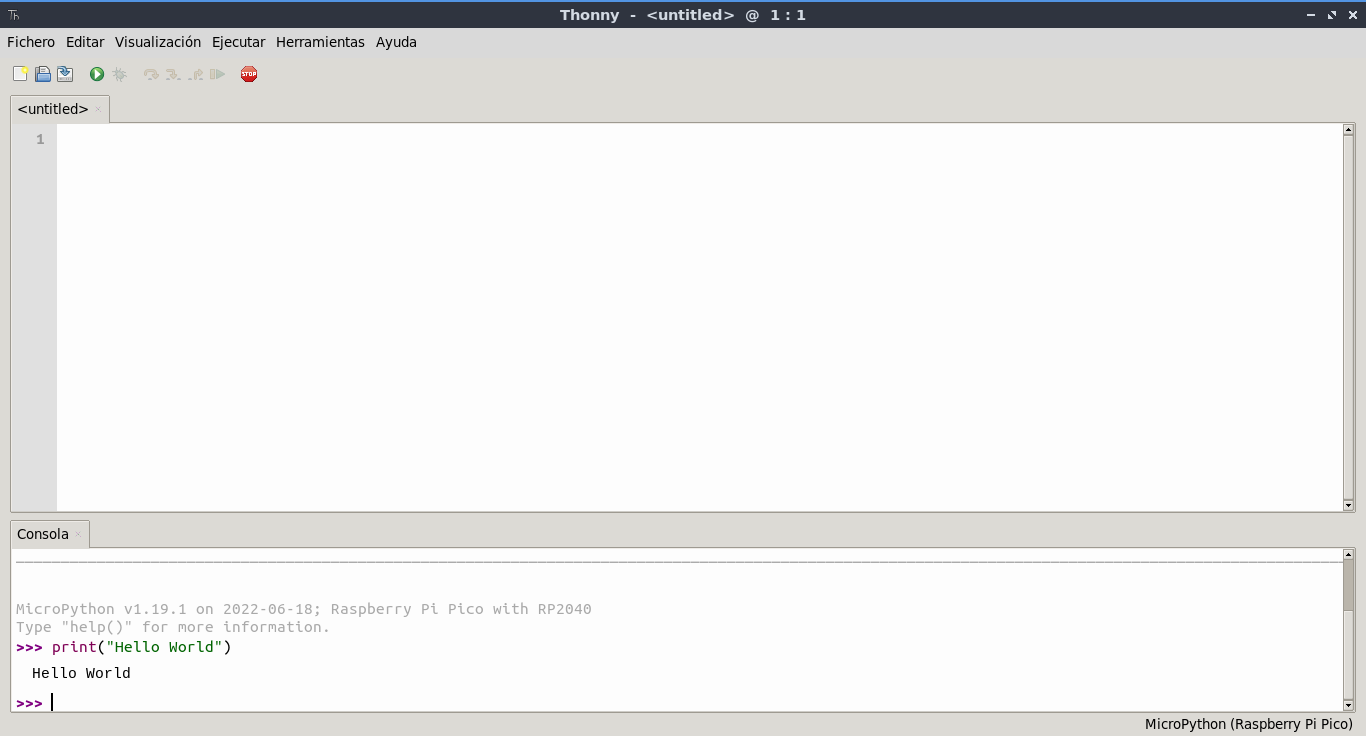 Th Thonny - <untitled> @ 1 : 1
Fichero Editar Visualización Ejecutar Herramientas Ayuda
STOP
<untitled>
1
Consola
MicroPython v1.19.1 on 2022-06-18; Raspberry Pi Pico with RP2040
Type "help()" for more information.
>>> print("Hello World")
Hello World
>>>
MicroPython (Raspberry Pi Pico)